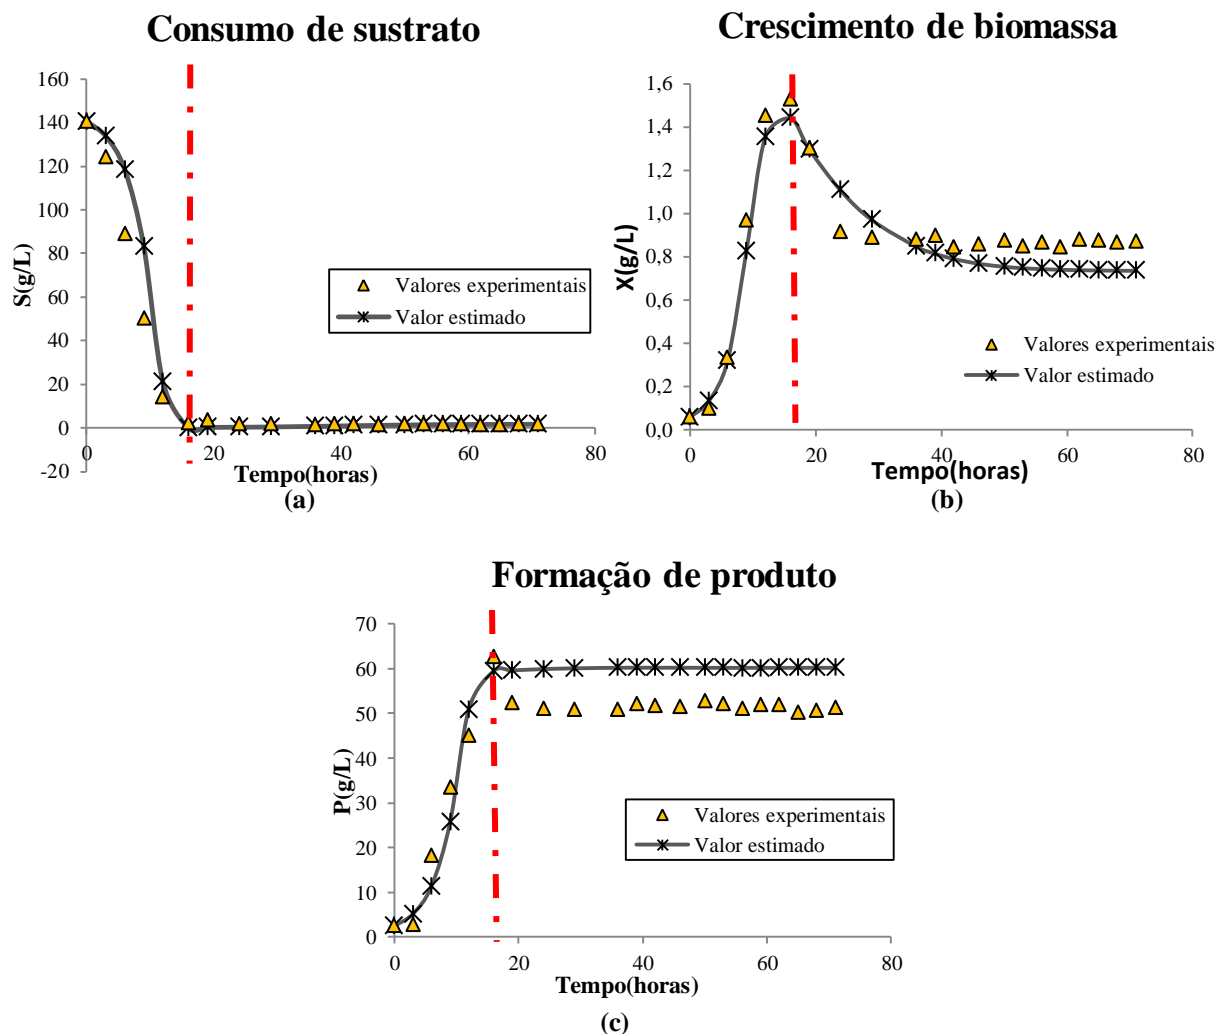 Consumo de sustrato
160
140
120
100
80
60
40
20
0
-20
S(g/L)
0
20
40
60
80
Tempo(horas)
Valores experimentais
Valor estimado
(a)
Crescimento de biomassa
1,6
1,4
1,2
1,0
0,8
0,6
0,4
0,2
0,0
X(g/L)
0
20
40
60
80
Tempo(horas)
Valores experimentais
Valor estimado
(b)
Formação de produto
70
60
50
40
30
20
10
0
P(g/L)
0
20
40
60
80
Tempo(horas)
Valores experimentais
Valor estimado
(c)